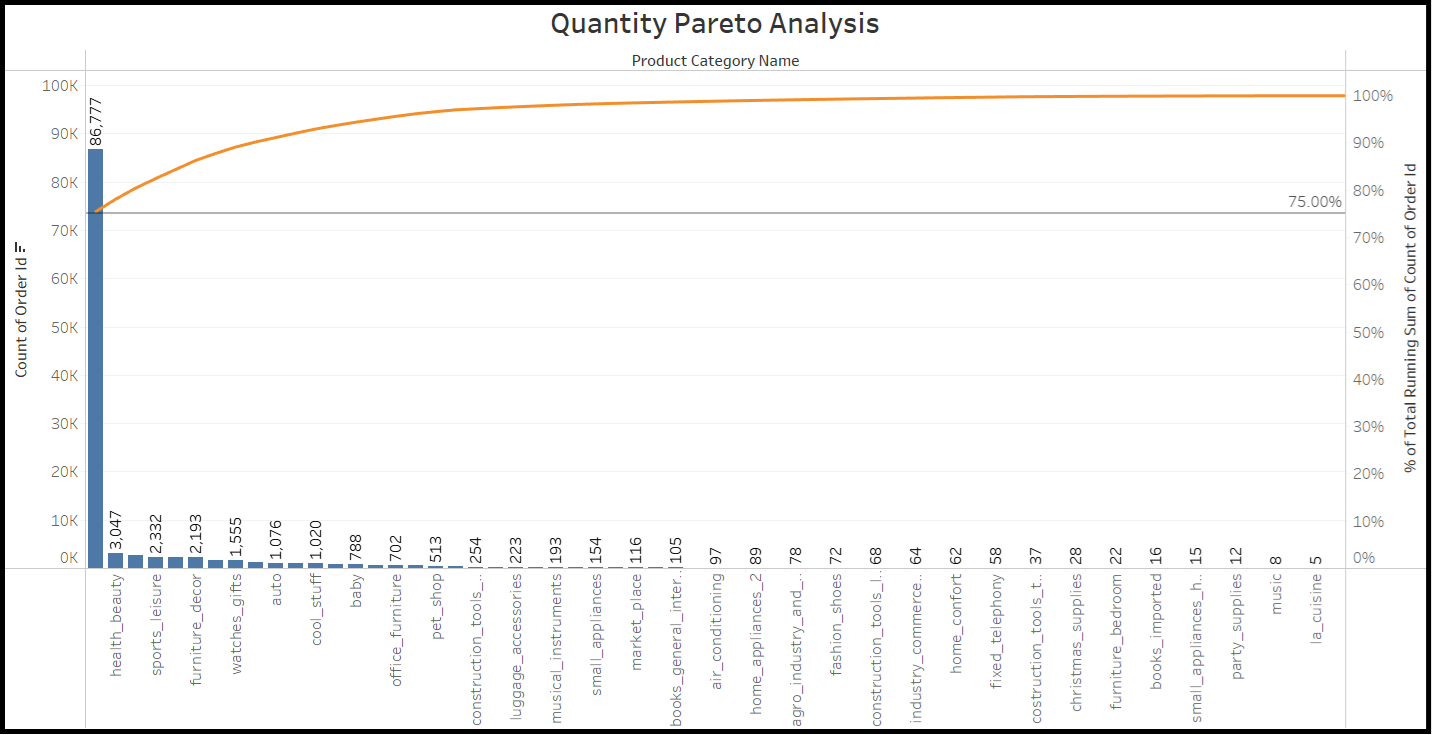 Quantity Pareto Analysis
Product Category Name
Count of Order Id
100K
90K
80K
70K
60K
50K
40K
30K
20K
10K
0K
86,777
3,047
2,332
2,193
1,555
1,076
1,020
788
702
513
254
223
193
154
116
105
97
89
78
72
68
64
62
58
37
28
22
16
15
12
8
5
75.00%
100%
90%
80%
70%
60%
50%
40%
30%
20%
10%
0%
% of Total Running Sum of Count of Order Id
health_beauty
sports_leisure
furniture_decor
watches_gifts
auto
cool_stuff
baby
office_furniture
pet_shop
construction_tools_..
luggage_accessories
musical_instruments
small_appliances
market_place
books_general_inter..
air_conditioning
home_appliances_2
agro_industry_and_..
fashion_shoes
construction_tools_l..
industry_commerce..
home_confort
fixed_telephony
costruction_tools_t..
christmas_supplies
furniture_bedroom
books_imported
small_appliances_h..
party_supplies
music
la_cuisine